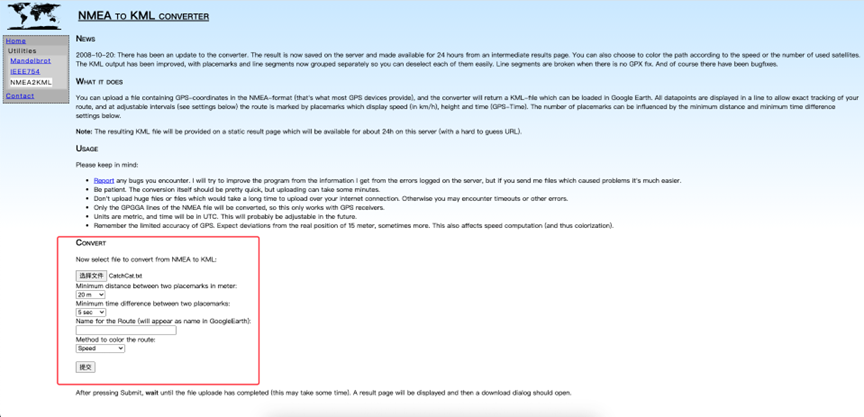 NMEA TO KML CONVERTER
Home
Utilities
Mandelbrot
IEEE754
NMEA2KML
Contact
NEWS
2008-10-20: There has been an update to the converter. The result is now saved on the server and made available for 24 hours from an intermediate results page. You can also choose to color the path according to the speed or the number of used satellites.
The KML output has been improved, with placemarks and line segments now grouped separately so you can deselect each of them easily. Line segments are broken when there is no GPX fix. And of course there have been bugfixes.
WHAT IT DOES
You can upload a file containing GPS-coordinates in the NMEA-format (that's what most GPS devices provide), and the converter will return a KML-file which can be loaded in Google Earth. All datapoints are displayed in a line to allow exact tracking of your
route, and at adjustable intervals (see settings below) the route is marked by placemarks which display speed (in km/h), height and time (GPS-Time). The number of placemarks can be influenced by the minimum distance and minimum time difference
settings below.
Note: The resulting KML file will be provided on a static result page which will be available for about 24h on this server (with a hard to guess URL).
USAGE
Please keep in mind:
• Report any bugs you encounter. I will try to improve the program from the information I get from the errors logged on the server, but if you send me files which caused problems it's much easier.
• Be patient. The conversion itself should be pretty quick, but uploading can take some minutes.
• Don't upload huge files or files which would take a long time to upload over your internet connection. Otherwise you may encounter timeouts or other errors.
• Only the GPGGA lines of the NMEA file will be converted, so this only works with GPS receivers.
• Units are metric, and time will be in UTC. This will probably be adjustable in the future.
• Remember the limited accuracy of GPS. Expect deviations from the real position of 15 meter, sometimes more. This also affects speed computation (and thus colorization).
CONVERT
Now select file to convert from NMEA to KML:
选择文件 CatchCat.txt
Minimum distance between two placemarks in meter:
20 m
Minimum time difference between two placemarks:
5 sec
Name for the Route (will appear as name in GoogleEarth):
Method to color the route:
Speed
提交
After pressing Submit, wait until the file uploade has completed (this may take some time). A result page will be displayed and then a download dialog should open.